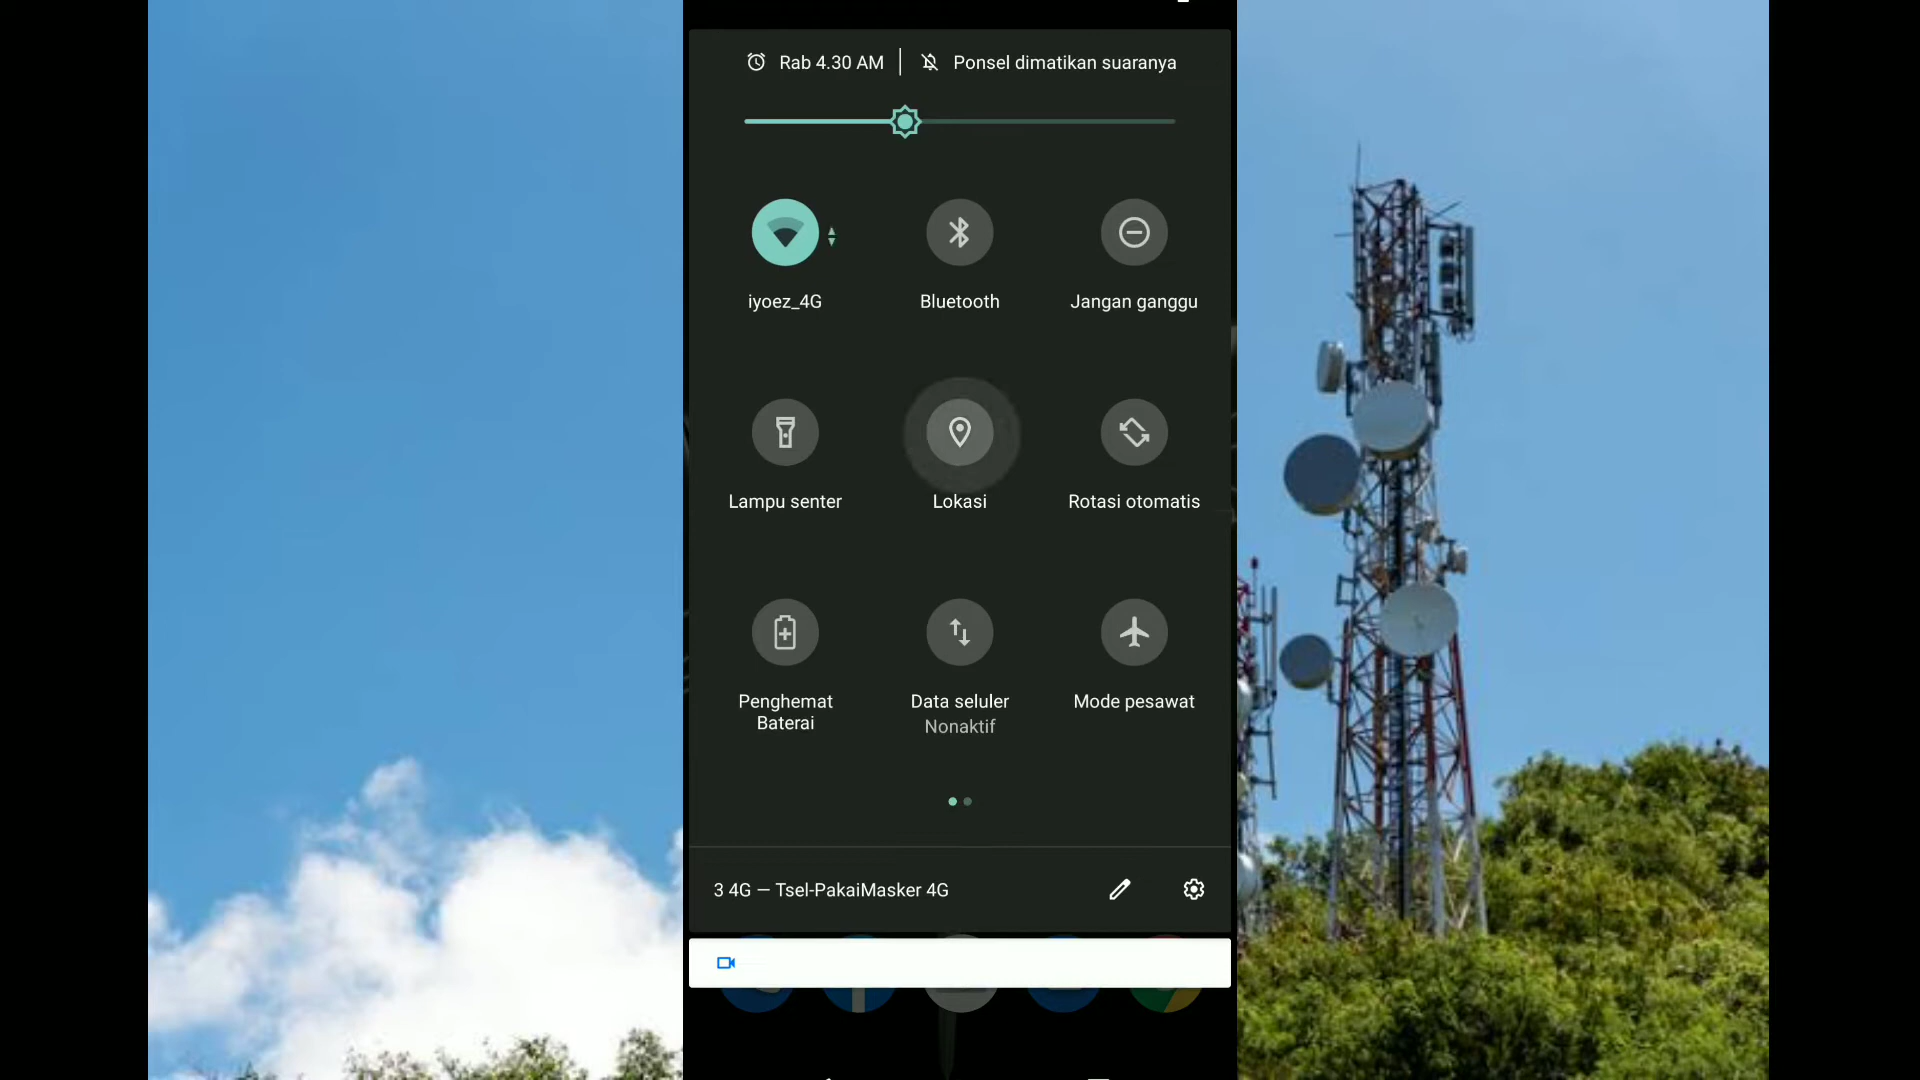 Rab 4.30 AM
Ponsel dimatikan suaranya
iyoez_4G
Bluetooth
Jangan ganggu
Lampu senter
Lokasi
Rotasi otomatis
Penghemat
Baterai
Data seluler
Nonaktif
Mode pesawat
3 4G — Tsel-PakaiMasker 4G